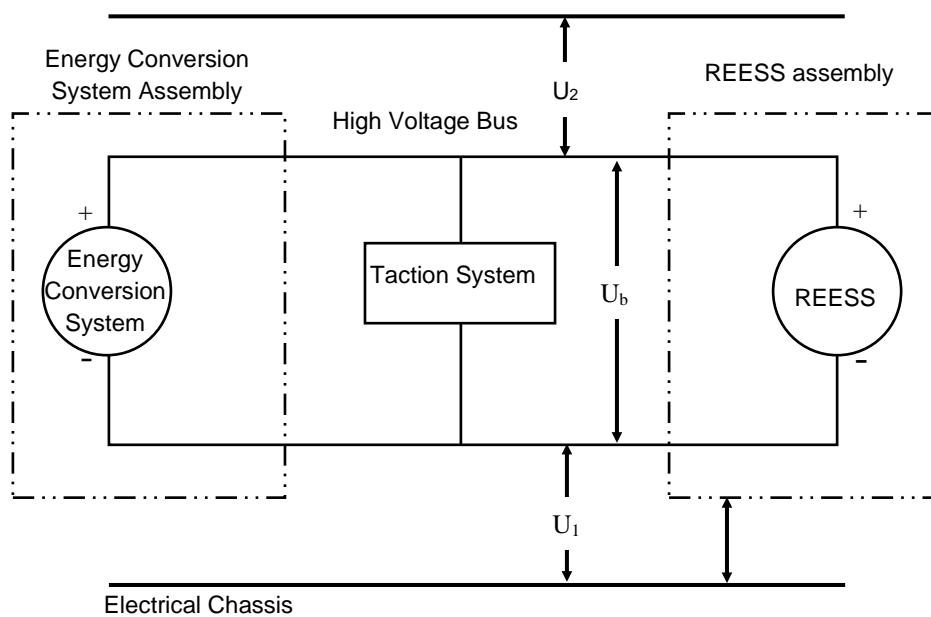 Energy Conversion
System Assembly
REESS assembly
U2
High Voltage Bus
+
+
Energy
Conversion
System
Taction System
Ub
REESS
-
-
U1
Electrical Chassis